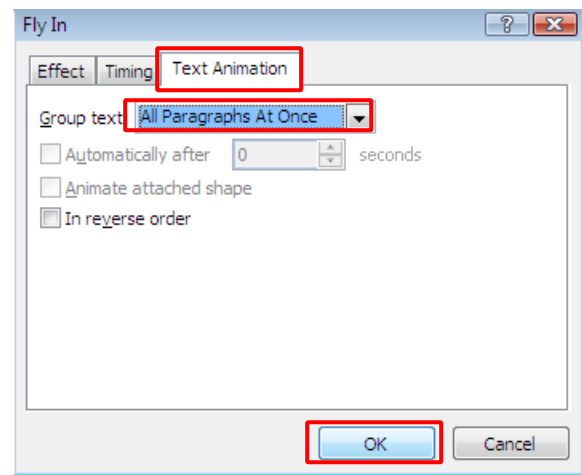 Fly In
Effect Timing Text Animation
Group text All Paragraphs At Once
Automatically after 0 seconds
Animate attached shape
In reverse order
OK Cancel